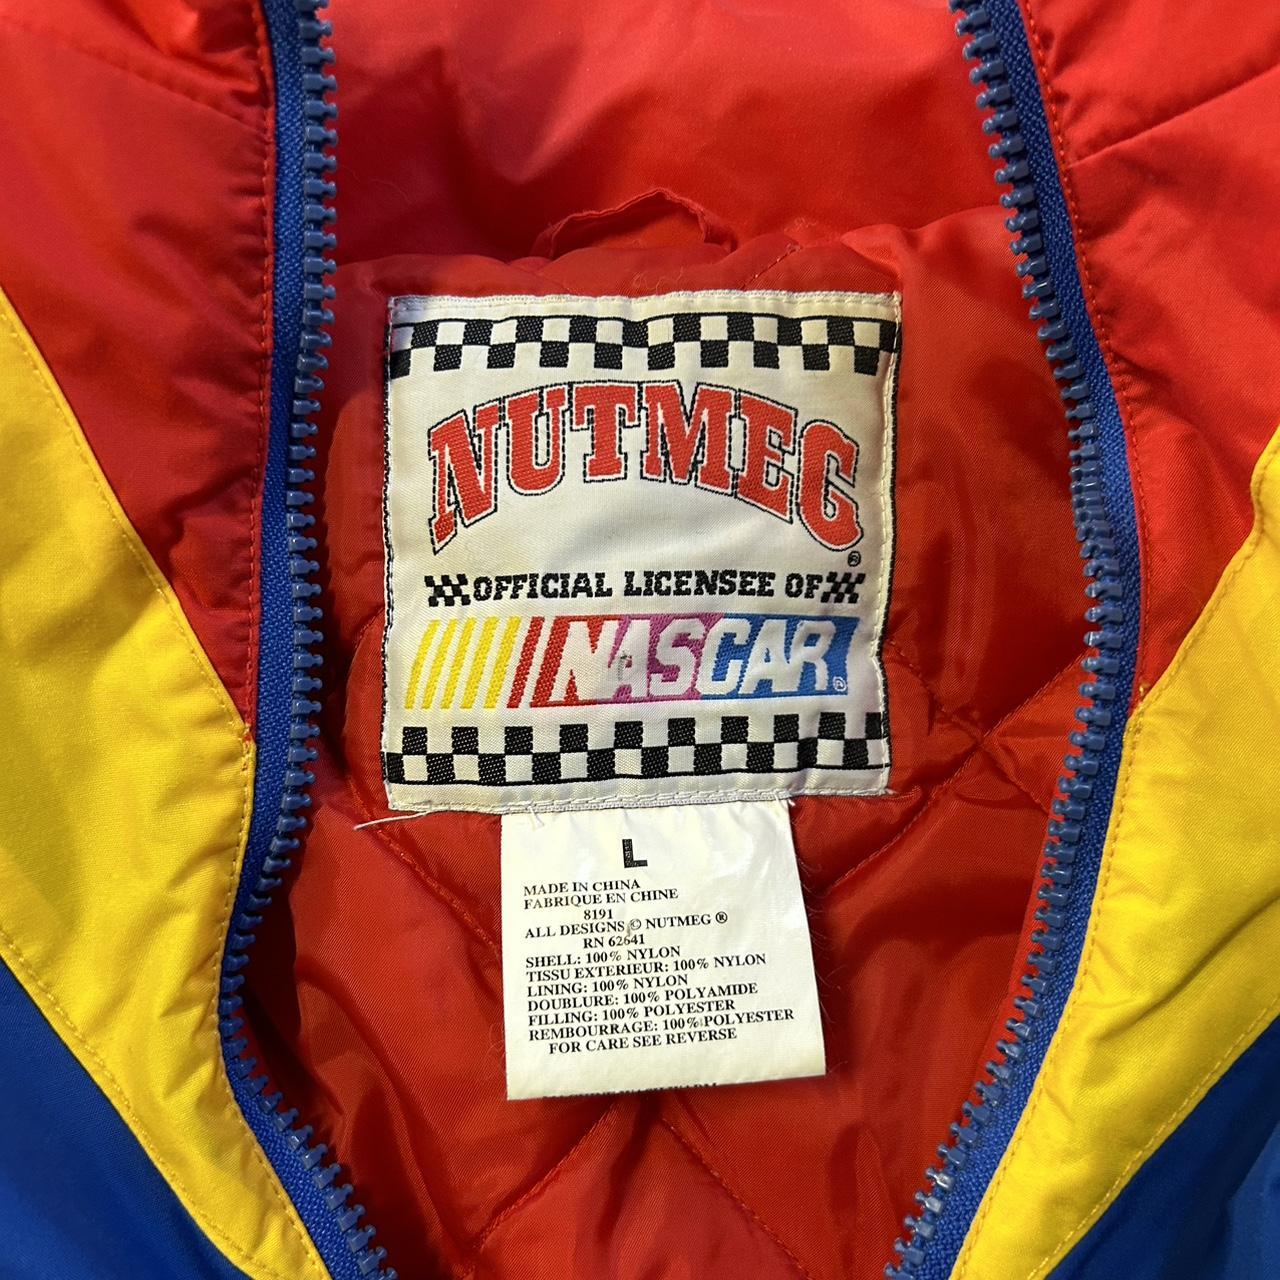 NUTMEG ®
OFFICIAL LICENSEE OF
NASCAR ®
L
MADE IN CHINA
FABRIQUE EN CHINE
8191
ALL DESIGNS © NUTMEG ®
RN 62641
SHELL: 100% NYLON
TISSU EXTERIEUR: 100% NYLON
LINING: 100% NYLON
DOUBLURE: 100% POLYAMIDE
FILLING: 100% POLYESTER
REMBOURRAGE: 100% POLYESTER
FOR CARE SEE REVERSE